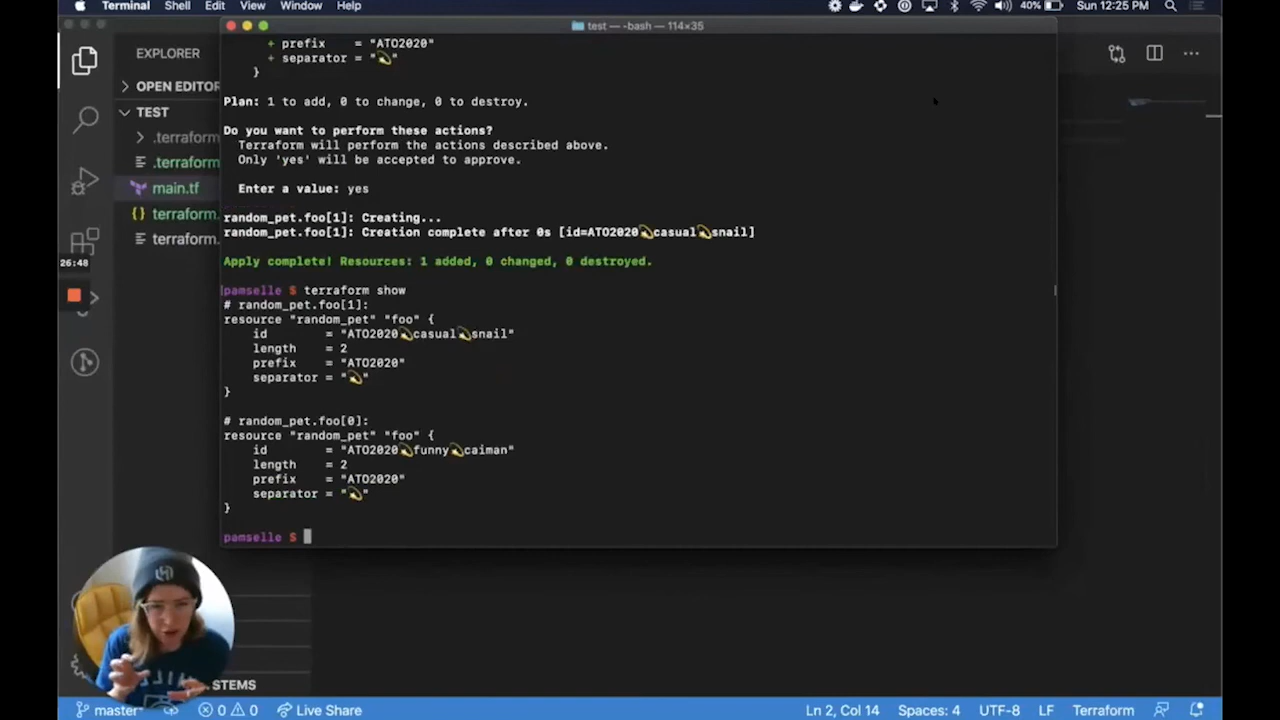 Terminal Shell Edit View Window Help 40% Sun 12:25 PM
test — -bash — 114×35
EXPLORER
OPEN EDITOR
TEST
.terraform
.terraform
main.tf
terraform.
terraform.
26:48
+ prefix = "ATO2020"
+ separator = "💫"
}
Plan: 1 to add, 0 to change, 0 to destroy.
Do you want to perform these actions?
Terraform will perform the actions described above.
Only 'yes' will be accepted to approve.
Enter a value: yes
random_pet.foo[1]: Creating...
random_pet.foo[1]: Creation complete after 0s [id=ATO2020💫casual💫snail]
Apply complete! Resources: 1 added, 0 changed, 0 destroyed.
pamselle $ terraform show
# random_pet.foo[1]:
resource "random_pet" "foo" {
id = "ATO2020💫casual💫snail"
length = 2
prefix = "ATO2020"
separator = "💫"
}
# random_pet.foo[0]:
resource "random_pet" "foo" {
id = "ATO2020💫funny💫caiman"
length = 2
prefix = "ATO2020"
separator = "💫"
}
pamselle $
STEMS
master* 0 0 Live Share Ln 2, Col 14 Spaces: 4 UTF-8 LF Terraform